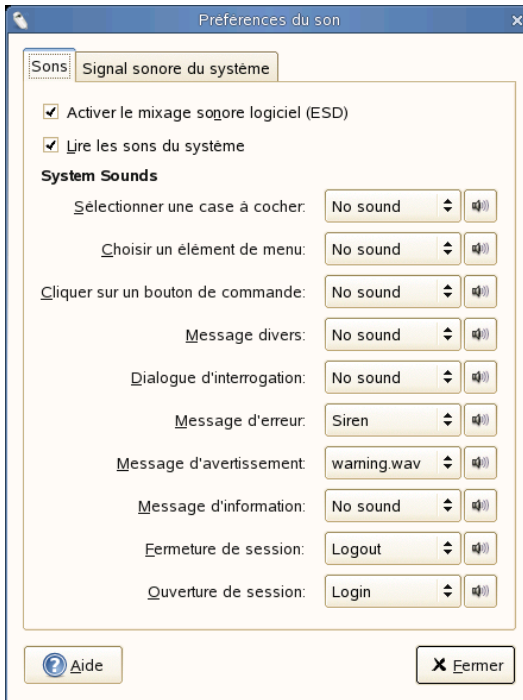 Préférences du son
Sons
Signal sonore du système
Activer le mixage sonore logiciel (ESD)
Lire les sons du système
System Sounds
Sélectionner une case à cocher: No sound
Choisir un élément de menu: No sound
Cliquer sur un bouton de commande: No sound
Message divers: No sound
Dialogue d'interrogation: No sound
Message d'erreur: Siren
Message d'avertissement: warning.wav
Message d'information: No sound
Fermeture de session: Logout
Ouverture de session: Login
Aide
Fermer